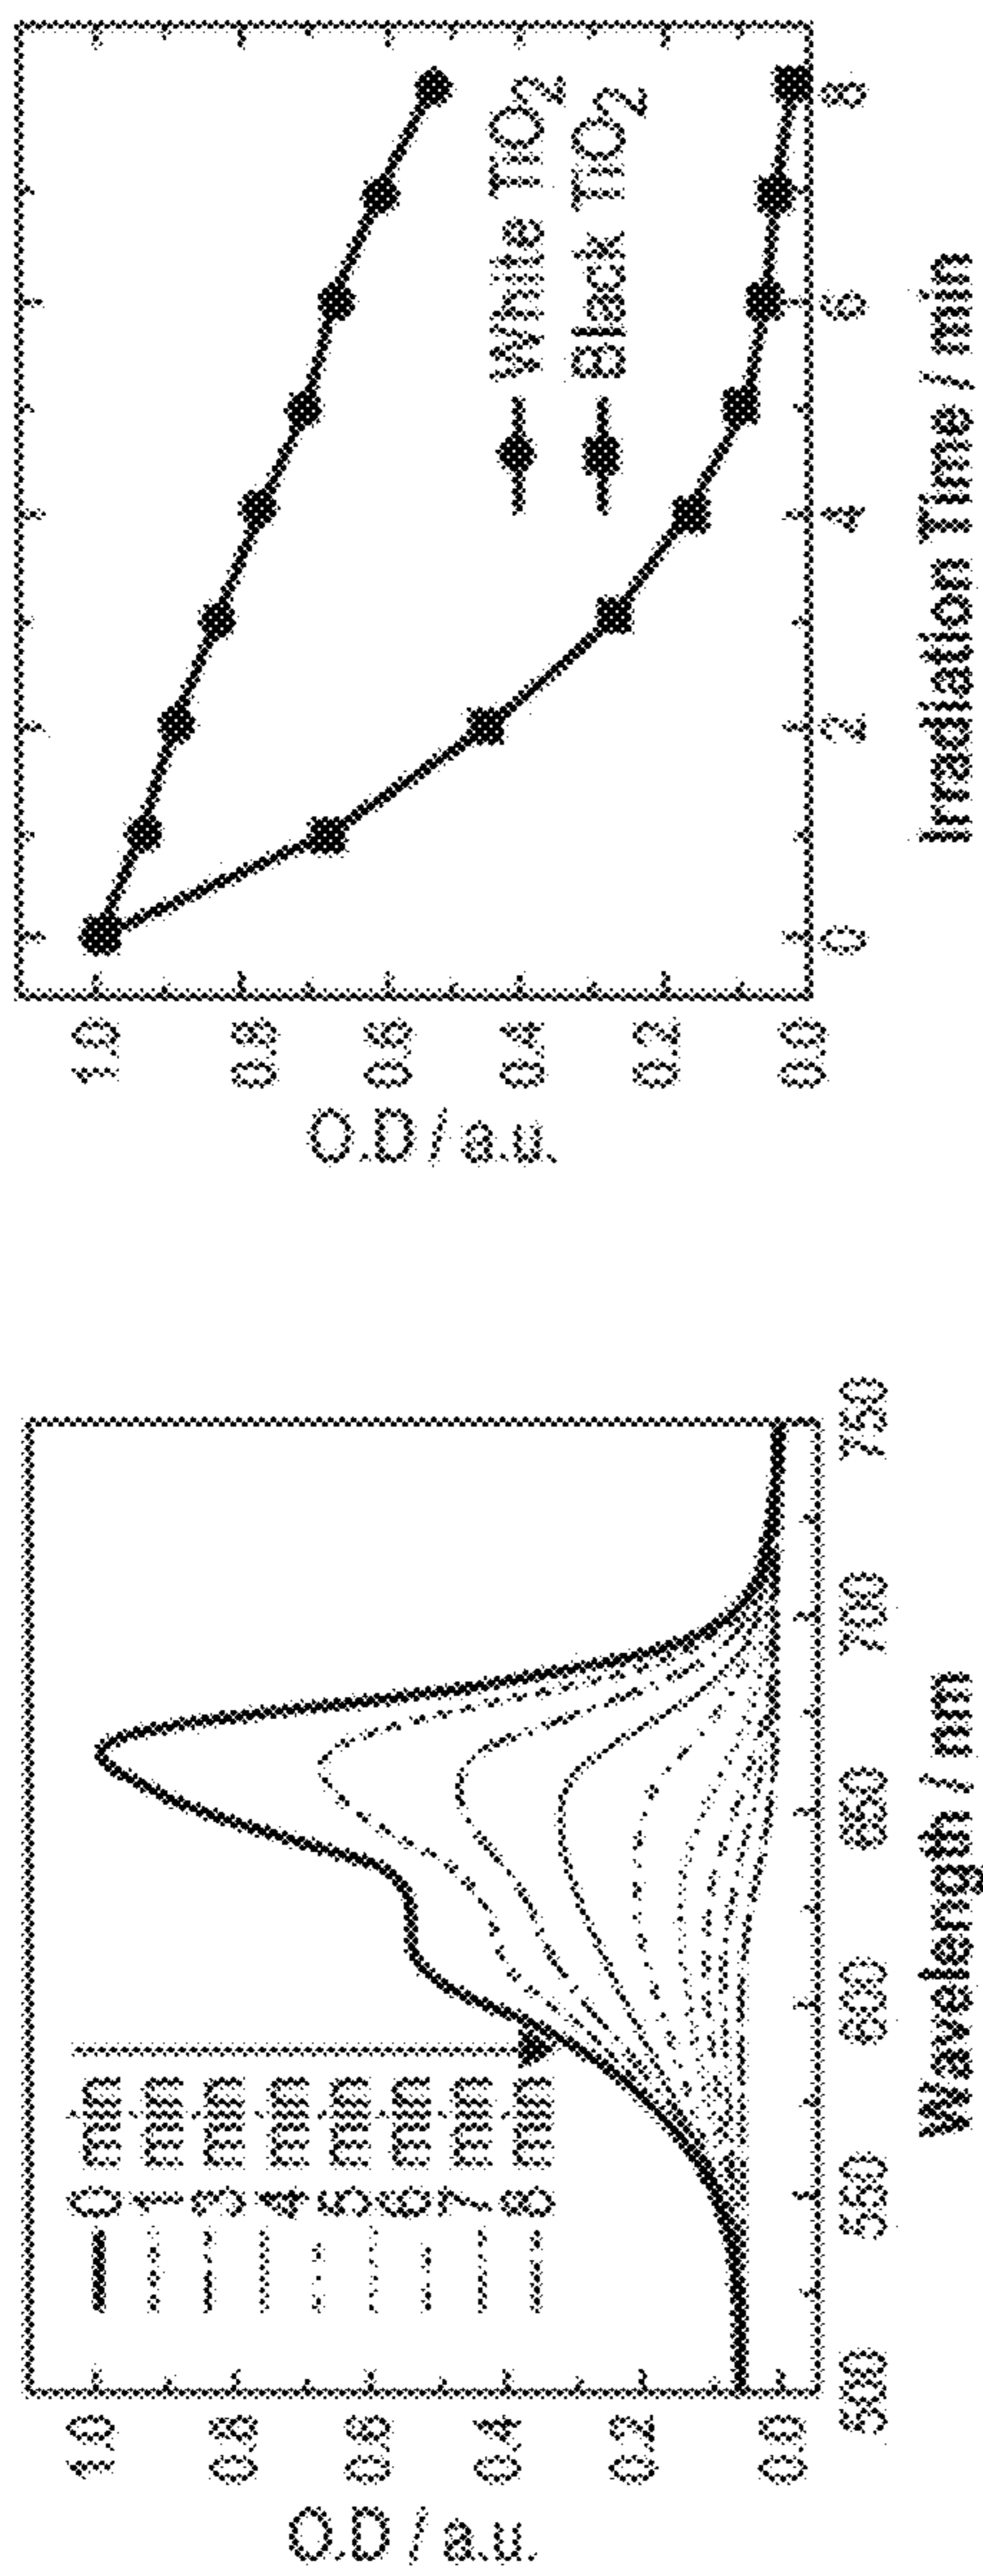 O.D / a.u.
1.0
0.8
0.6
0.4
0.2
0.0
0 min
1 min
3 min
4 min
5 min
6 min
7 min
8 min
500 550 600 650 700 750
Wavelength / nm
O.D / a.u.
1.0
0.8
0.6
0.4
0.2
0.0
White TiO2
Black TiO2
0 2 4 6 8
Irradiation Time / min